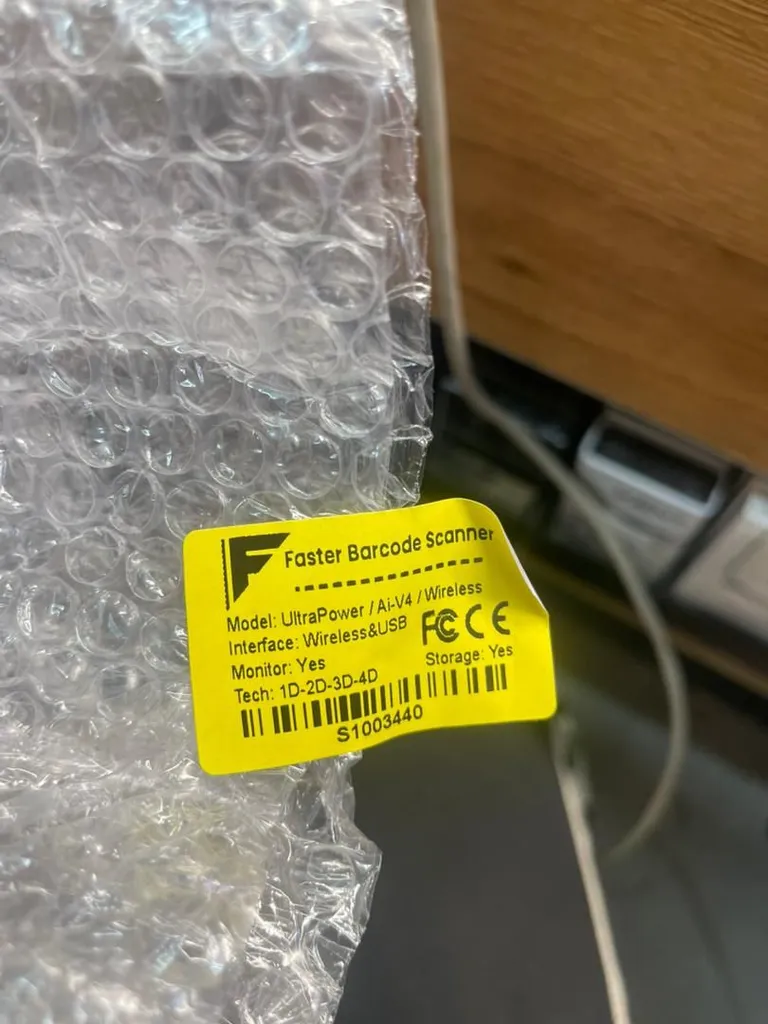 F
Faster Barcode Scanner
Model: UltraPower / Ai-V4 / Wireless
Interface: Wireless&USB FC CE
Monitor: Yes Storage: Yes
Tech: 1D-2D-3D-4D
S1003440